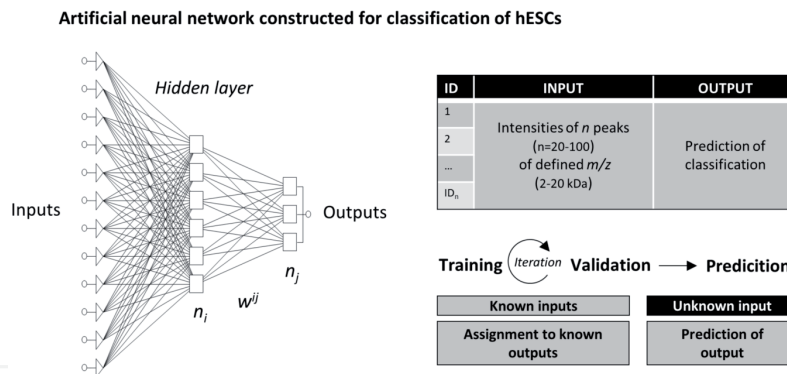 Artificial neural network constructed for classification of hESCs
Hidden layer
Inputs
Outputs
n_i
w^ij
n_j
ID INPUT OUTPUT
1
2
...
ID_n
Intensities of n peaks
(n=20-100)
of defined m/z
(2-20 kDa)
Prediction of
classification
Training Iteration Validation → Predicition
Known inputs
Unknown input
Assignment to known
outputs
Prediction of
output